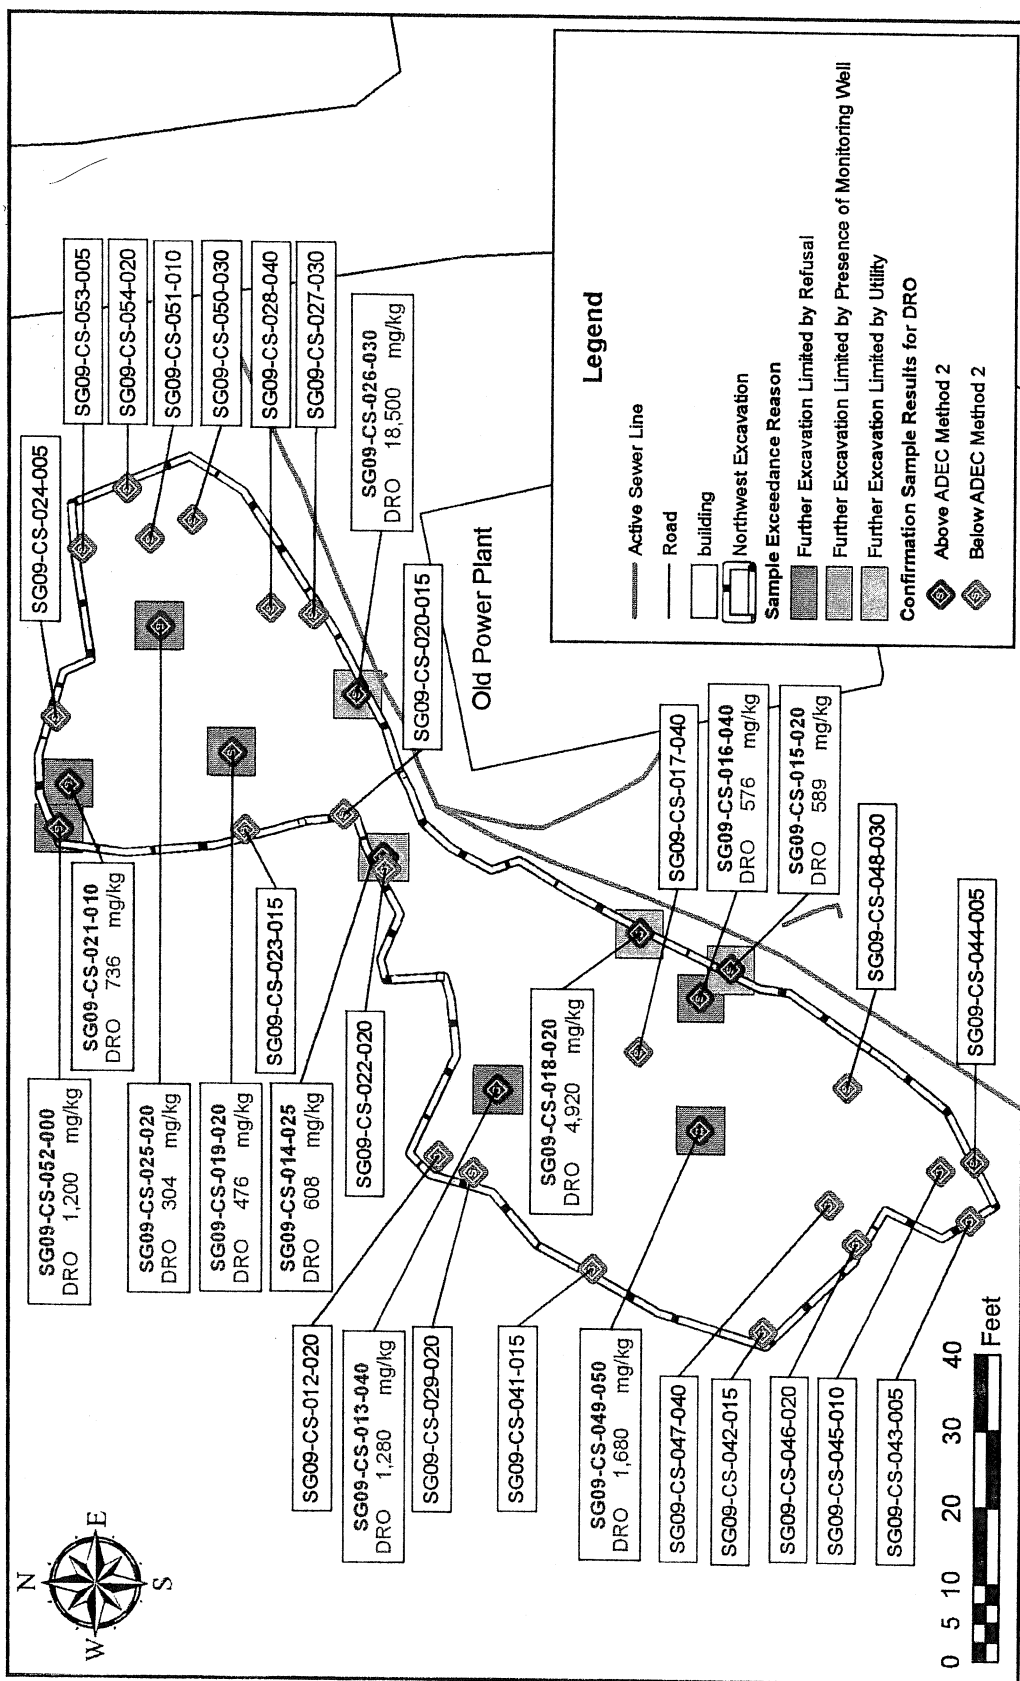 N
W
E
S
SG09-CS-052-000
DRO 1,200 mg/kg
SG09-CS-021-010
DRO 736 mg/kg
SG09-CS-025-020
DRO 304 mg/kg
SG09-CS-019-020
DRO 476 mg/kg
SG09-CS-023-015
SG09-CS-014-025
DRO 608 mg/kg
SG09-CS-022-020
SG09-CS-012-020
SG09-CS-013-040
DRO 1,280 mg/kg
SG09-CS-029-020
SG09-CS-041-015
SG09-CS-018-020
DRO 4,920 mg/kg
SG09-CS-049-050
DRO 1,680 mg/kg
SG09-CS-047-040
SG09-CS-042-015
SG09-CS-046-020
SG09-CS-045-010
SG09-CS-043-005
SG09-CS-024-005
SG09-CS-053-005
SG09-CS-054-020
SG09-CS-051-010
SG09-CS-050-030
SG09-CS-028-040
SG09-CS-027-030
SG09-CS-026-030
DRO 18,500 mg/kg
SG09-CS-020-015
Old Power Plant
SG09-CS-017-040
SG09-CS-016-040
DRO 576 mg/kg
SG09-CS-015-020
DRO 589 mg/kg
SG09-CS-048-030
SG09-CS-044-005
0 5 10 20 30 40
Feet
Legend
Active Sewer Line
Road
building
Northwest Excavation
Sample Exceedance Reason
Further Excavation Limited by Refusal
Further Excavation Limited by Presence of Monitoring Well
Further Excavation Limited by Utility
Confirmation Sample Results for DRO
Above ADEC Method 2
Below ADEC Method 2